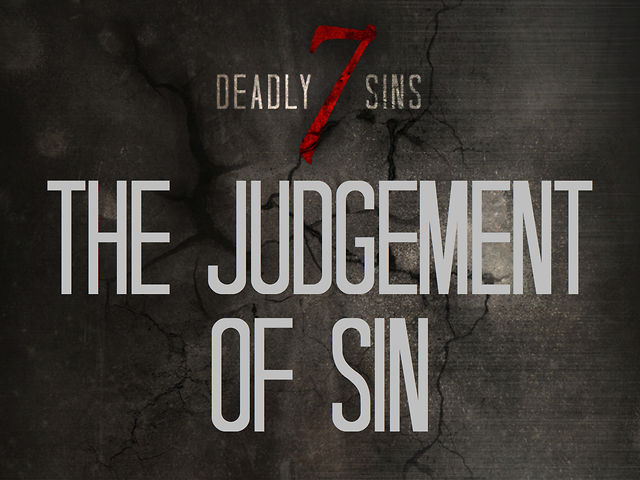 DEADLY 7 SINS
THE JUDGEMENT
OF SIN